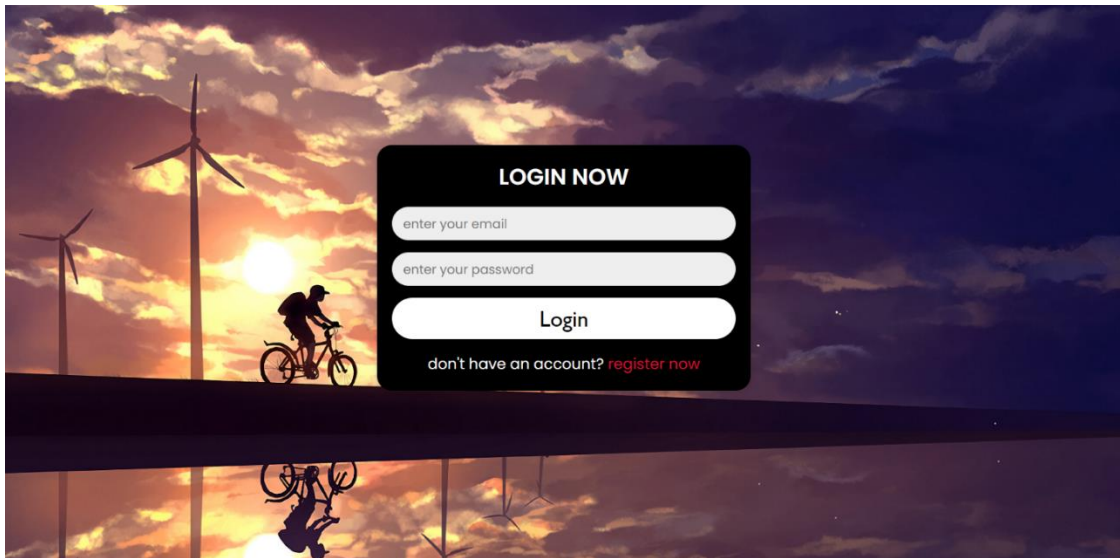 LOGIN NOW
enter your email
enter your password
Login
don't have an account? register now